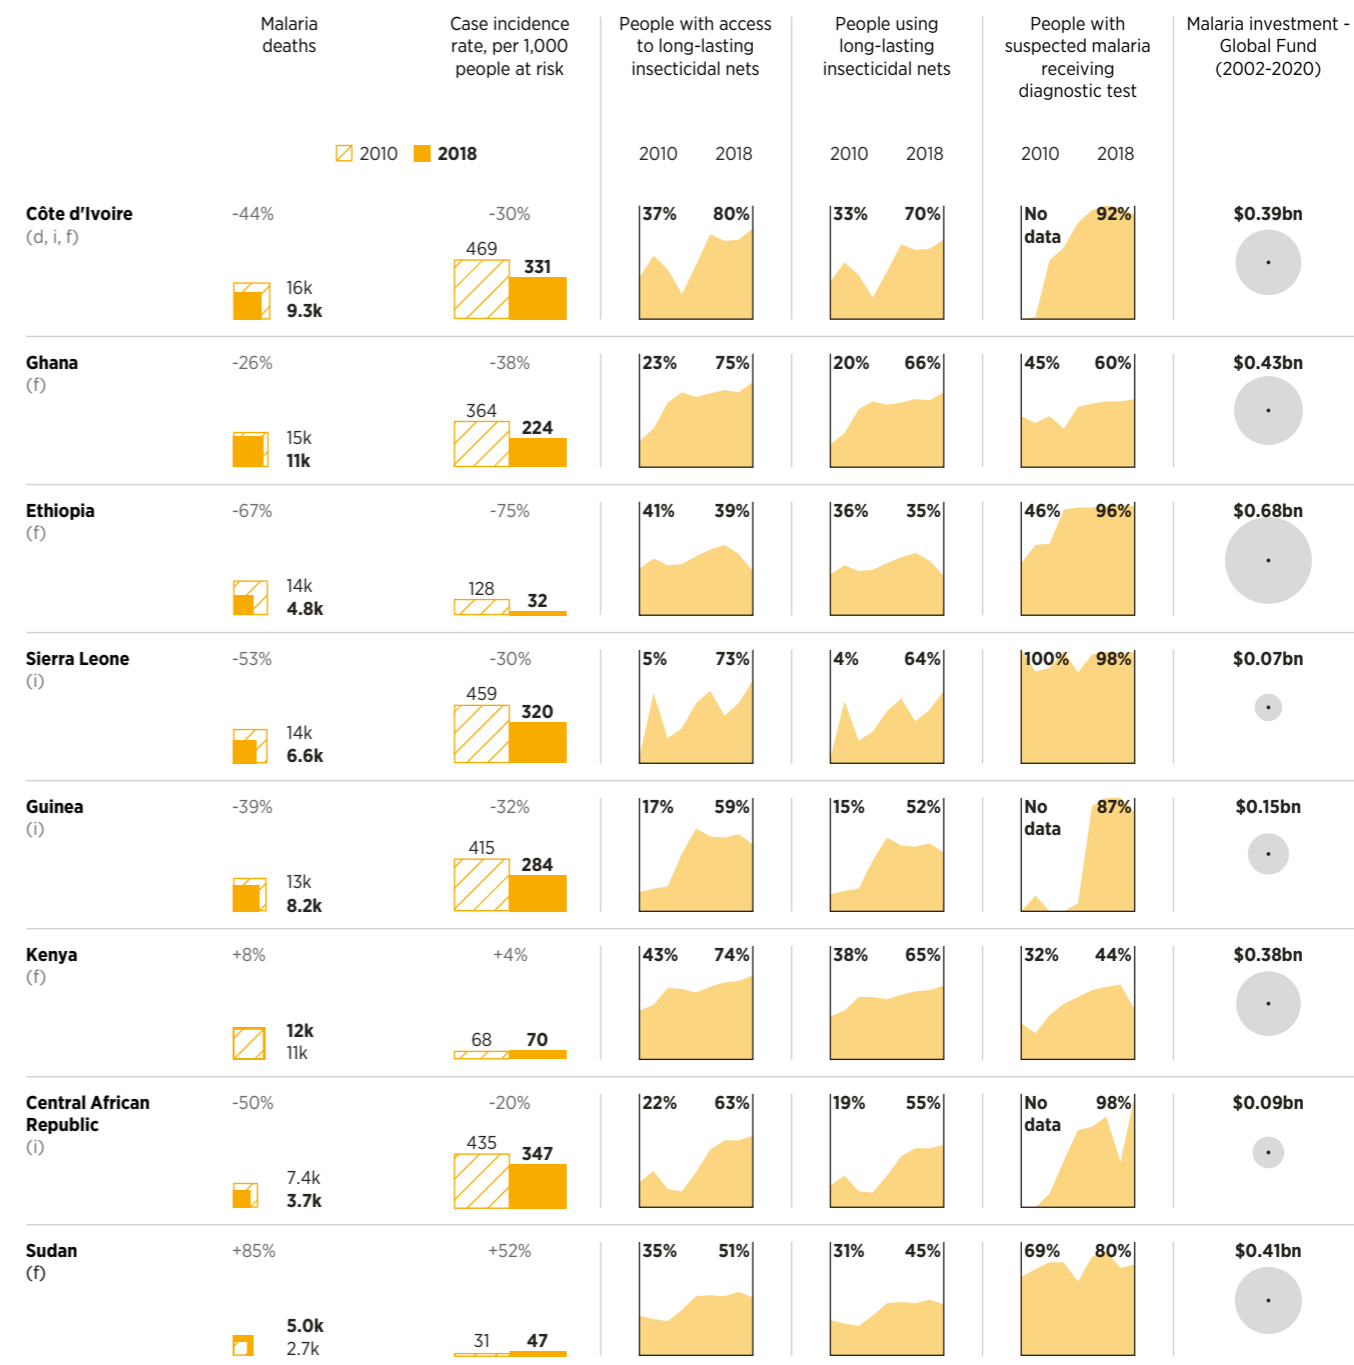 Malaria
deaths
Case incidence
rate, per 1,000
people at risk
People with access
to long-lasting
insecticidal nets
People using
long-lasting
insecticidal nets
People with
suspected malaria
receiving
diagnostic test
Malaria investment -
Global Fund
(2002-2020)
2010 2018
2010 2018
2010 2018
2010 2018
Côte d'Ivoire
(d, i, f)
-44%
16k
9.3k
-30%
469
331
37% 80%
33% 70%
No
data
92%
$0.39bn
Ghana
(f)
-26%
15k
11k
-38%
364
224
23% 75%
20% 66%
45% 60%
$0.43bn
Ethiopia
(f)
-67%
14k
4.8k
-75%
128
32
41% 39%
36% 35%
46% 96%
$0.68bn
Sierra Leone
(i)
-53%
14k
6.6k
-30%
459
320
5% 73%
4% 64%
100% 98%
$0.07bn
Guinea
(i)
-39%
13k
8.2k
-32%
415
284
17% 59%
15% 52%
No
data
87%
$0.15bn
Kenya
(f)
+8%
12k
11k
+4%
68
70
43% 74%
38% 65%
32% 44%
$0.38bn
Central African
Republic
(i)
-50%
7.4k
3.7k
-20%
435
347
22% 63%
19% 55%
No
data
98%
$0.09bn
Sudan
(f)
+85%
5.0k
2.7k
+52%
31
47
35% 51%
31% 45%
69% 80%
$0.41bn